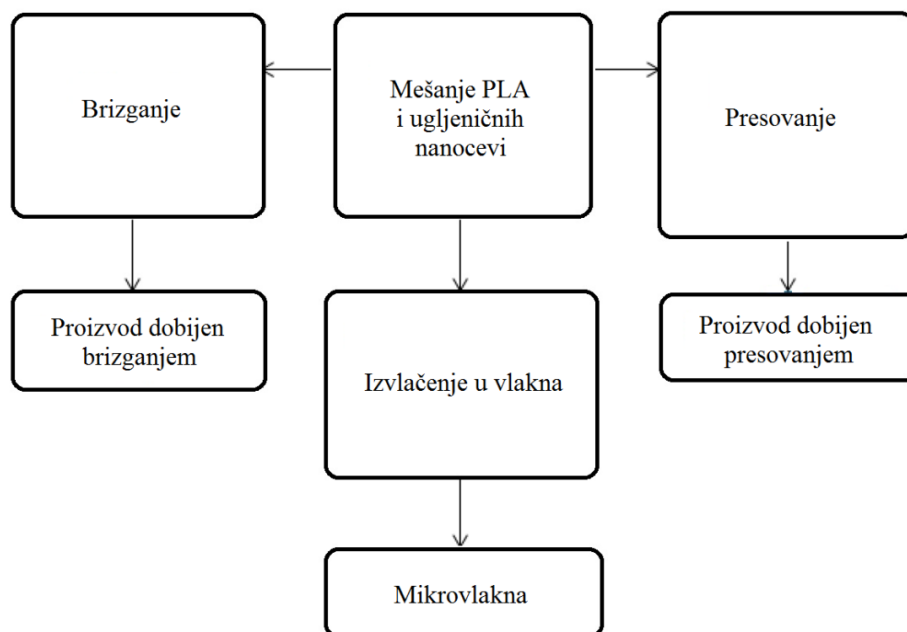 Brizganje
Mešanje PLA
i ugljeničnih
nanocevi
Presovanje
Proizvod dobijen
brizganjem
Izvlačenje u vlakna
Proizvod dobijen
presovanjem
Mikrovlakna